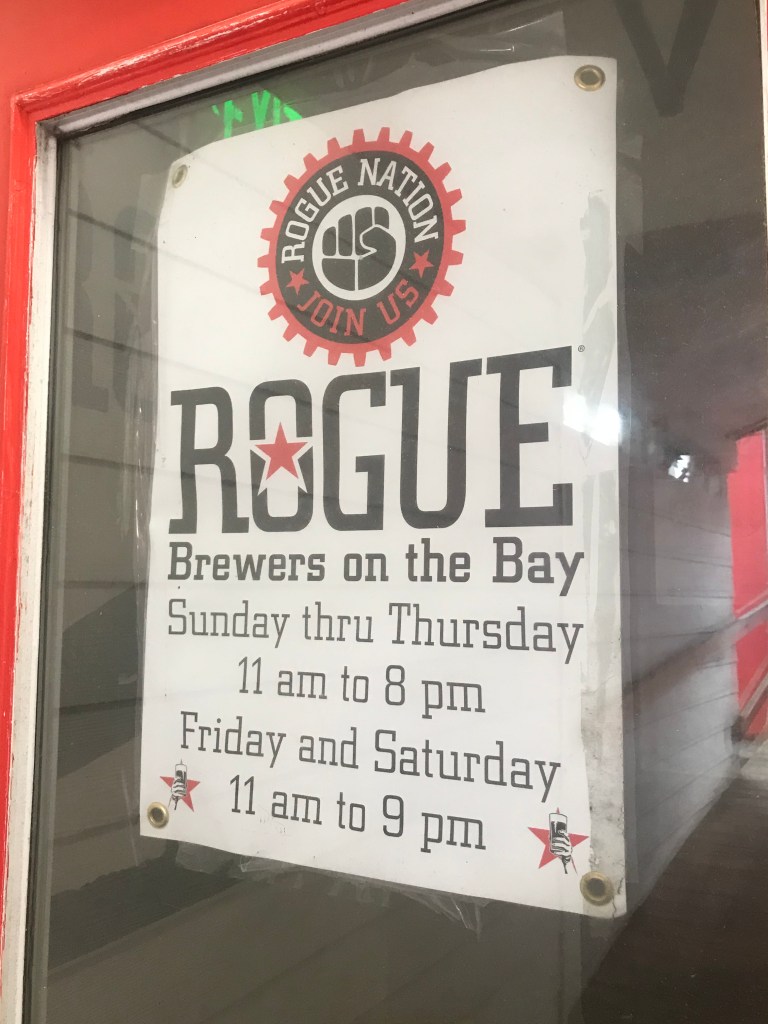 ROGUE NATION
JOIN US
ROGUE®
Brewers on the Bay
Sunday thru Thursday
11 am to 8 pm
Friday and Saturday
11 am to 9 pm